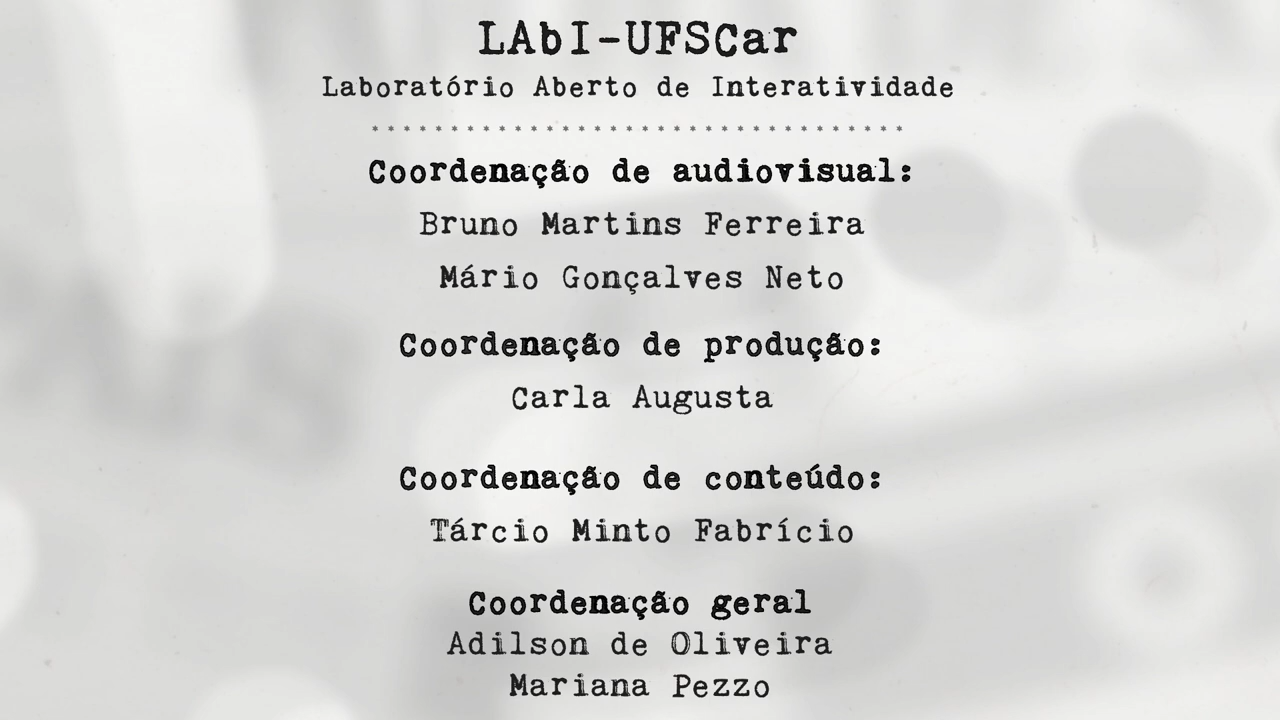 LAbI-UFSCar
Laboratório Aberto de Interatividade
Coordenação de audiovisual:
Bruno Martins Ferreira
Mário Gonçalves Neto
Coordenação de produção:
Carla Augusta
Coordenação de conteúdo:
Tárcio Minto Fabrício
Coordenação geral
Adilson de Oliveira
Mariana Pezzo